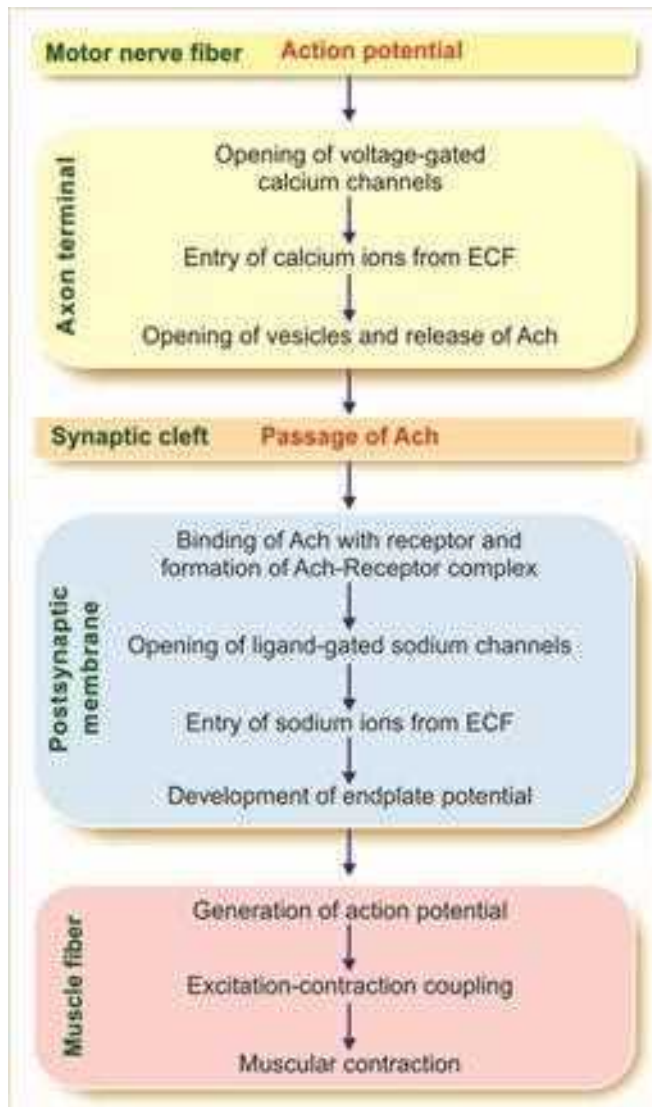 Motor nerve fiber Action potential
Axon terminal
Opening of voltage-gated
calcium channels
Entry of calcium ions from ECF
Opening of vesicles and release of Ach
Synaptic cleft Passage of Ach
Postsynaptic
membrane
Binding of Ach with receptor and
formation of Ach-Receptor complex
Opening of ligand-gated sodium channels
Entry of sodium ions from ECF
Development of endplate potential
Muscle fiber
Generation of action potential
Excitation-contraction coupling
Muscular contraction